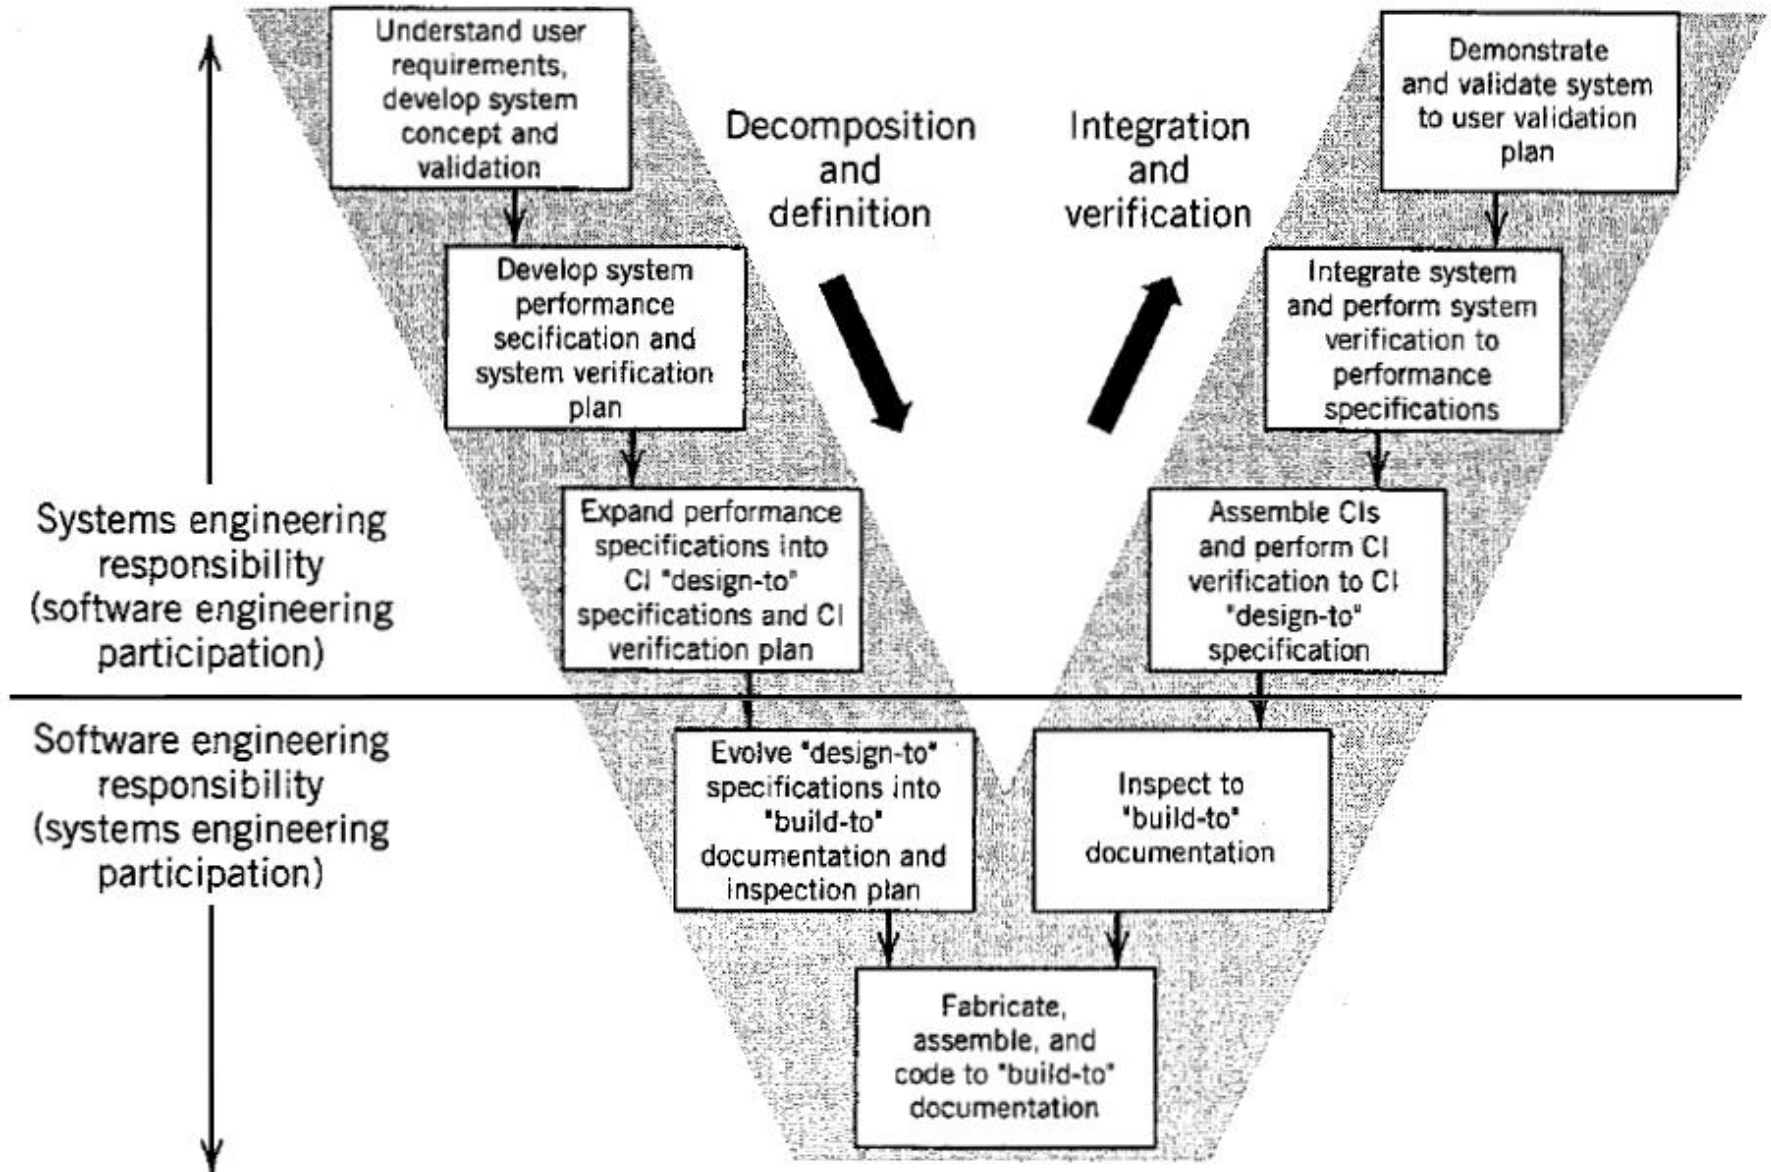 Understand user
requirements,
develop system
concept and
validation
Decomposition
and
definition
Integration
and
verification
Demonstrate
and validate system
to user validation
plan
Develop system
performance
secification and
system verification
plan
Integrate system
and perform system
verification to
performance
specifications
Expand performance
specifications into
CI "design-to"
specifications and CI
verification plan
Assemble CIs
and perform CI
verification to CI
"design-to"
specification
Systems engineering
responsibility
(software engineering
participation)
Software engineering
responsibility
(systems engineering
participation)
Evolve "design-to"
specifications into
"build-to"
documentation and
inspection plan
Inspect to
"build-to"
documentation
Fabricate,
assemble, and
code to "build-to"
documentation